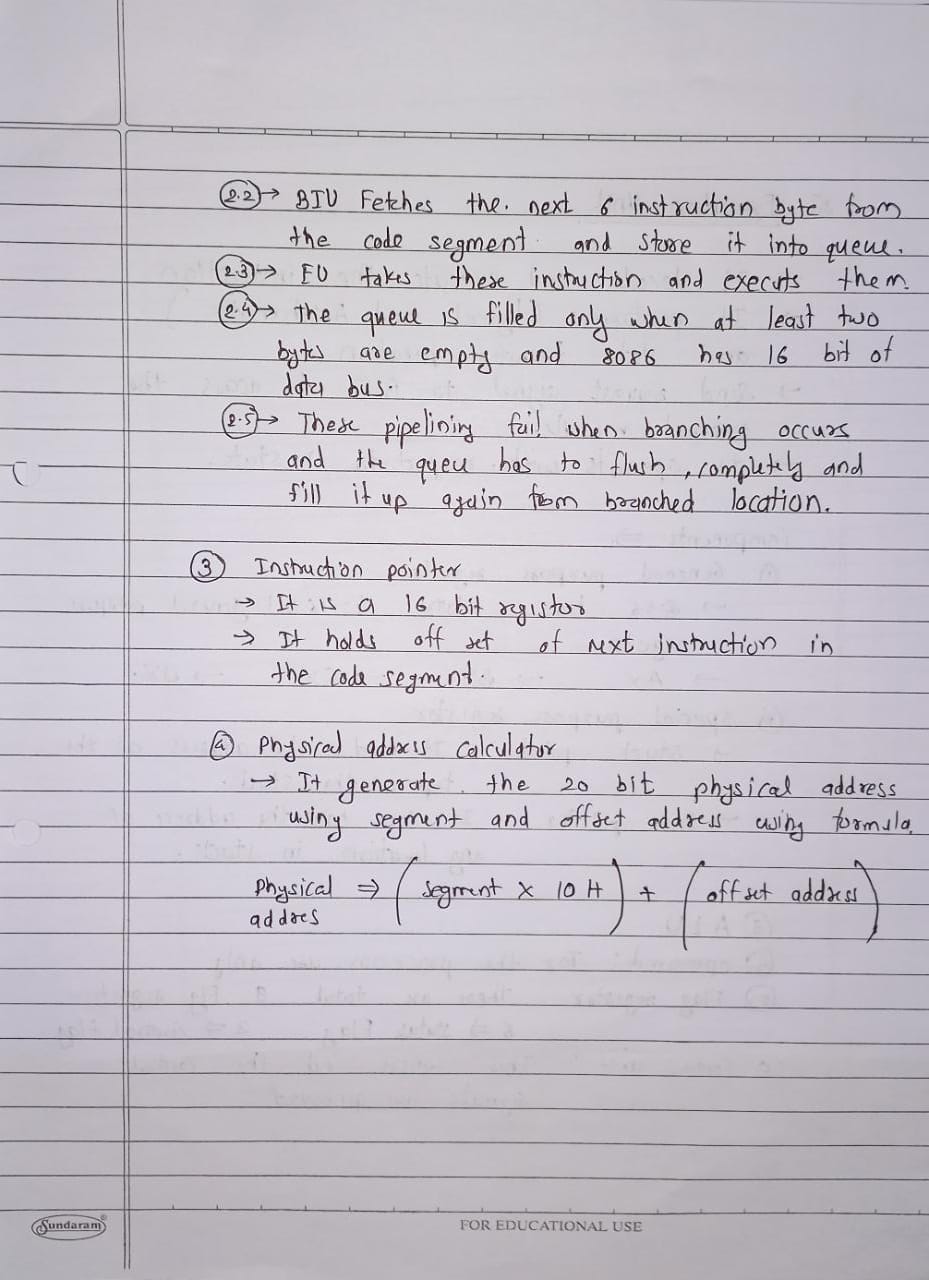 2.2 → BIU Fetches the. next 6 instruction byte from
the code segment and store it into queue.
2.3 → EU takes these instruction and executs them.
2.4 → the queue is filled only when at least two
bytes are empty and 8086 has 16 bit of
data bus.
2.5 → These pipelining fail when branching occurs
and the queu has to flush, completely and
fill it up again from branched location.
3 Instruction pointer
→ It is a 16 bit registor
→ It holds off set of next instruction in
the code segment.
4 Physical address calculator
→ It generate the 20 bit physical address
using segment and offset address using formula.
Physical ⇒ (segment × 10 H) + (off set address)
addres
Sundaram
FOR EDUCATIONAL USE